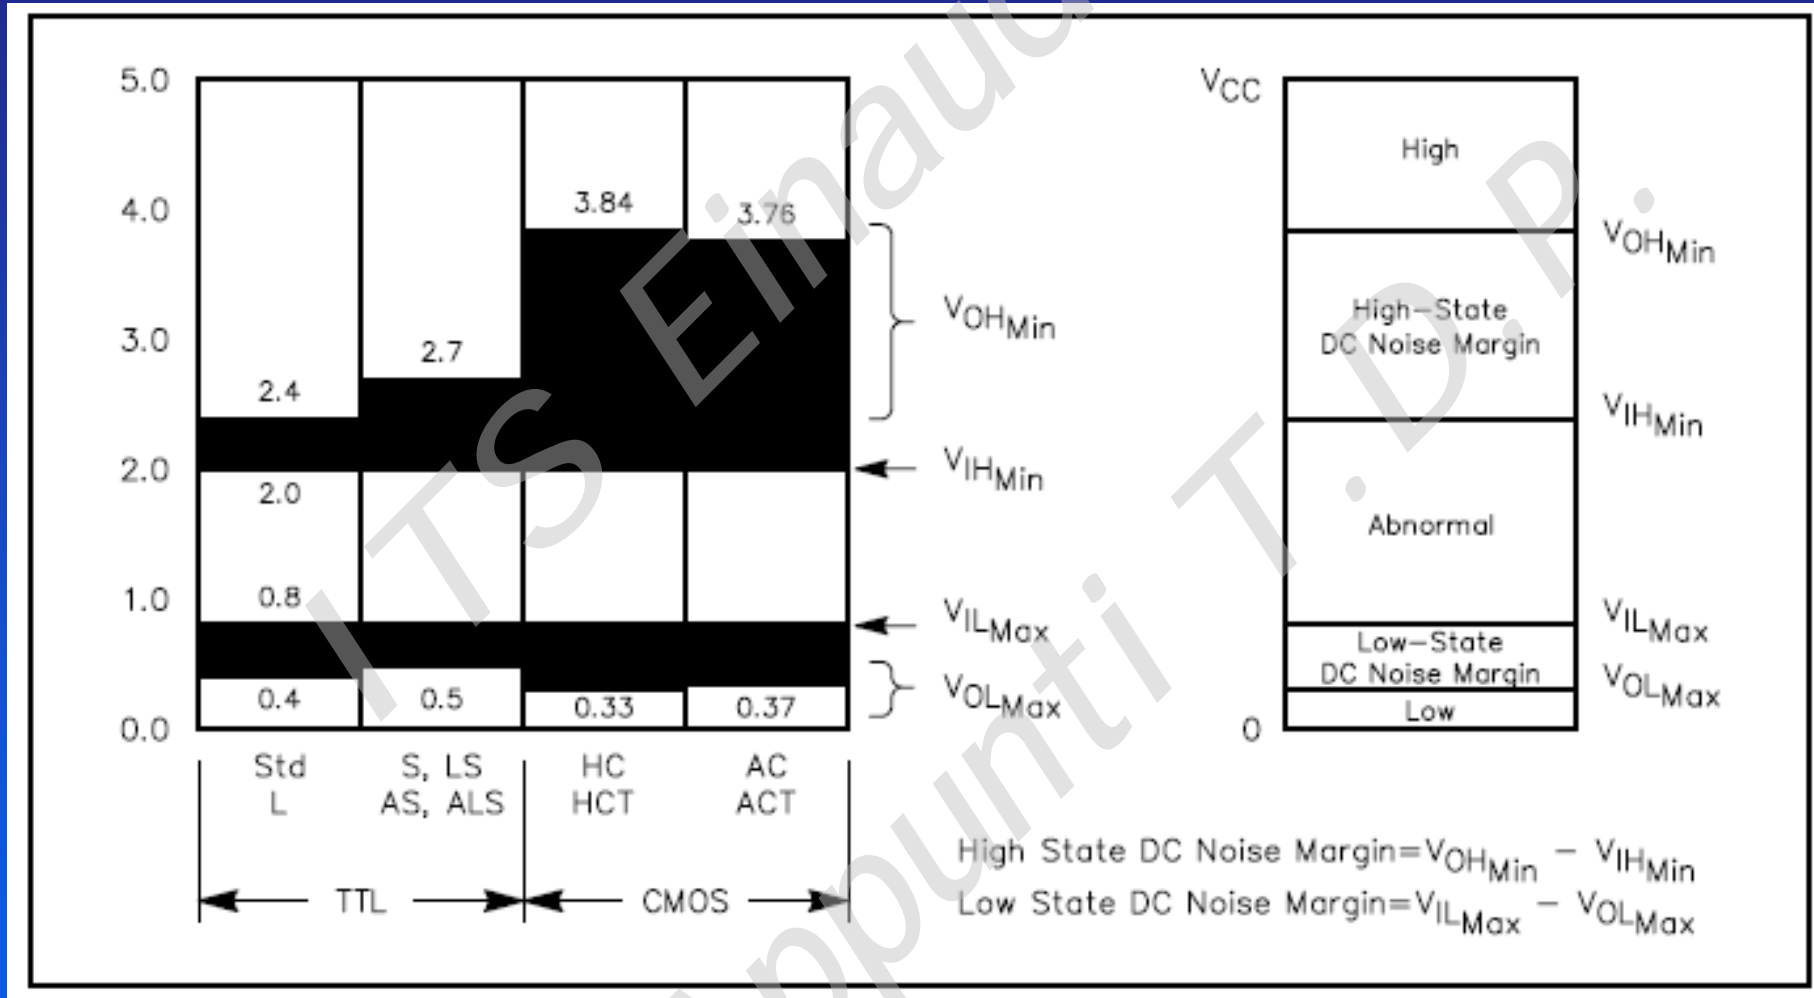 5.0
4.0
3.0
2.0
1.0
0.0
3.84
3.76
2.7
2.4
2.0
0.8
0.4
0.5
0.33
0.37
VOHMin
VIHMin
VILMax
VOLMax
Std
L
S, LS
AS, ALS
HC
HCT
AC
ACT
TTL
CMOS
VCC
High
VOHMin
High-State
DC Noise Margin
VIHMin
Abnormal
VILMax
Low-State
DC Noise Margin
VOLMax
Low
0
High State DC Noise Margin=VOHMin - VIHMin
Low State DC Noise Margin=VILMax - VOLMax
ITS Einaud
ppunti T. D. P.